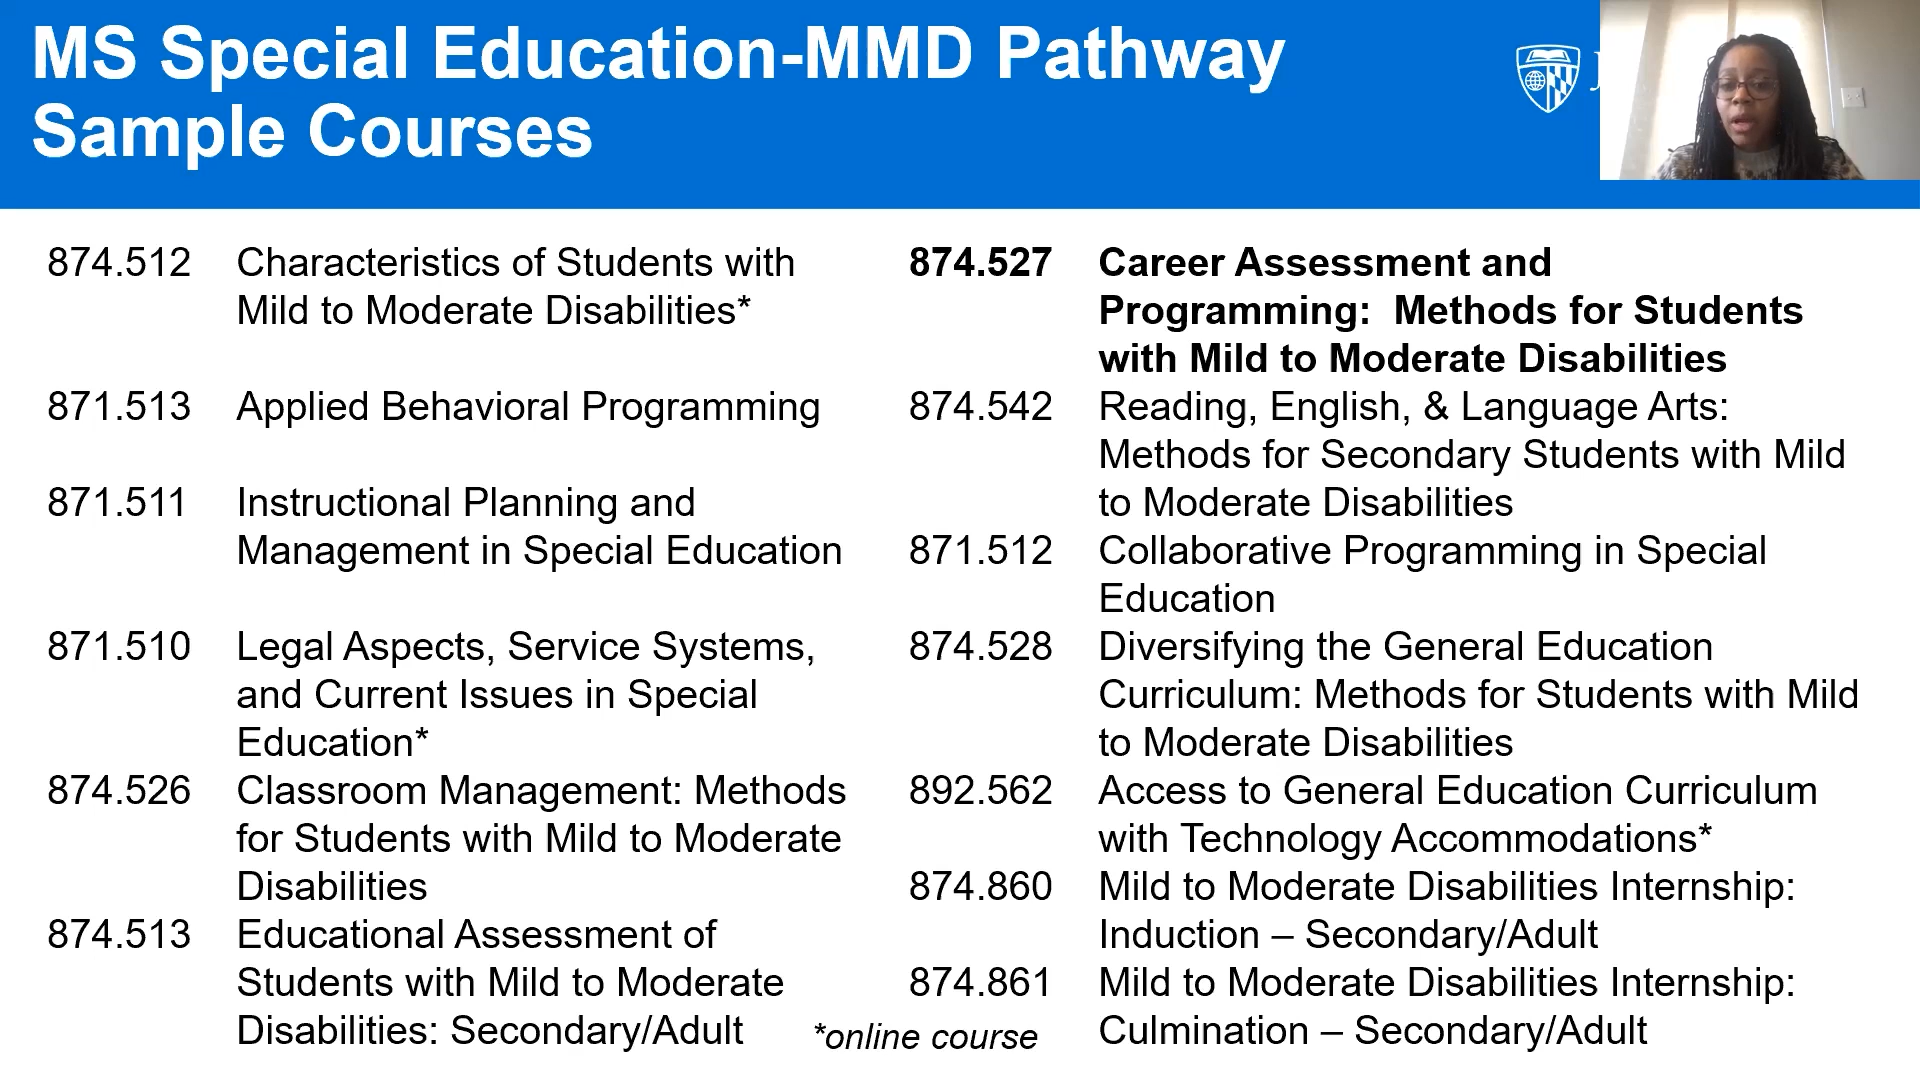 MS Special Education-MMD Pathway
Sample Courses
874.512 Characteristics of Students with
Mild to Moderate Disabilities*
871.513 Applied Behavioral Programming
871.511 Instructional Planning and
Management in Special Education
871.510 Legal Aspects, Service Systems,
and Current Issues in Special
Education*
874.526 Classroom Management: Methods
for Students with Mild to Moderate
Disabilities
874.513 Educational Assessment of
Students with Mild to Moderate
Disabilities: Secondary/Adult
874.527 Career Assessment and
Programming: Methods for Students
with Mild to Moderate Disabilities
874.542 Reading, English, & Language Arts:
Methods for Secondary Students with Mild
to Moderate Disabilities
871.512 Collaborative Programming in Special
Education
874.528 Diversifying the General Education
Curriculum: Methods for Students with Mild
to Moderate Disabilities
892.562 Access to General Education Curriculum
with Technology Accommodations*
874.860 Mild to Moderate Disabilities Internship:
Induction – Secondary/Adult
874.861 Mild to Moderate Disabilities Internship:
Culmination – Secondary/Adult
*online course